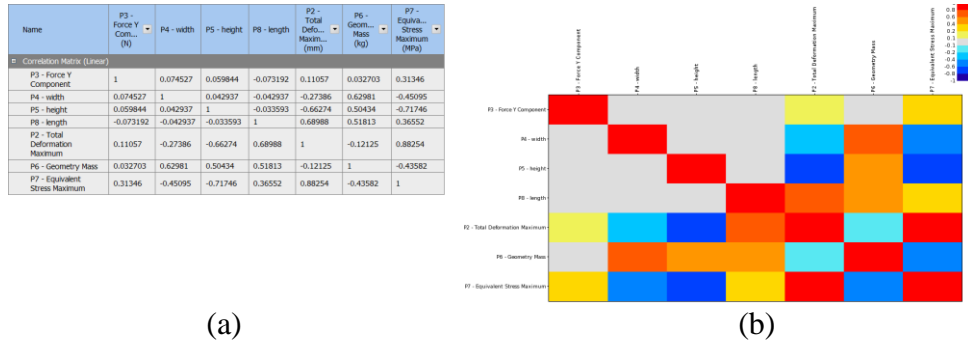 Name
P3 -
Force Y
Com...
(N)
P4 - width
P5 - height
P8 - length
P2 -
Total
Defo...
Maxim...
(mm)
P6 -
Geom...
Mass
(kg)
P7 -
Equiva...
Stress
Maximum
(MPa)
Correlation Matrix (Linear)
P3 - Force Y
Component
1 0.074527 0.059844 -0.073192 0.11057 0.032703 0.31346
P4 - width 0.074527 1 0.042937 -0.042937 -0.27386 0.62981 -0.45095
P5 - height 0.059844 0.042937 1 -0.033593 -0.66274 0.50434 -0.71746
P8 - length -0.073192 -0.042937 -0.033593 1 0.68988 0.51813 0.36552
P2 - Total
Deformation
Maximum
0.11057 -0.27386 -0.66274 0.68988 1 -0.12125 0.88254
P6 - Geometry Mass 0.032703 0.62981 0.50434 0.51813 -0.12125 1 -0.43582
P7 - Equivalent
Stress Maximum
0.31346 -0.45095 -0.71746 0.36552 0.88254 -0.43582 1
(a)
P3 - Force Y Component
P4 - width
P5 - height
P8 - length
P2 - Total Deformation Maximum
P6 - Geometry Mass
P7 - Equivalent Stress Maximum
P3 - Force Y Component
P4 - width
P5 - height
P8 - length
P2 - Total Deformation Maximum
P6 - Geometry Mass
P7 - Equivalent Stress Maximum
(b)